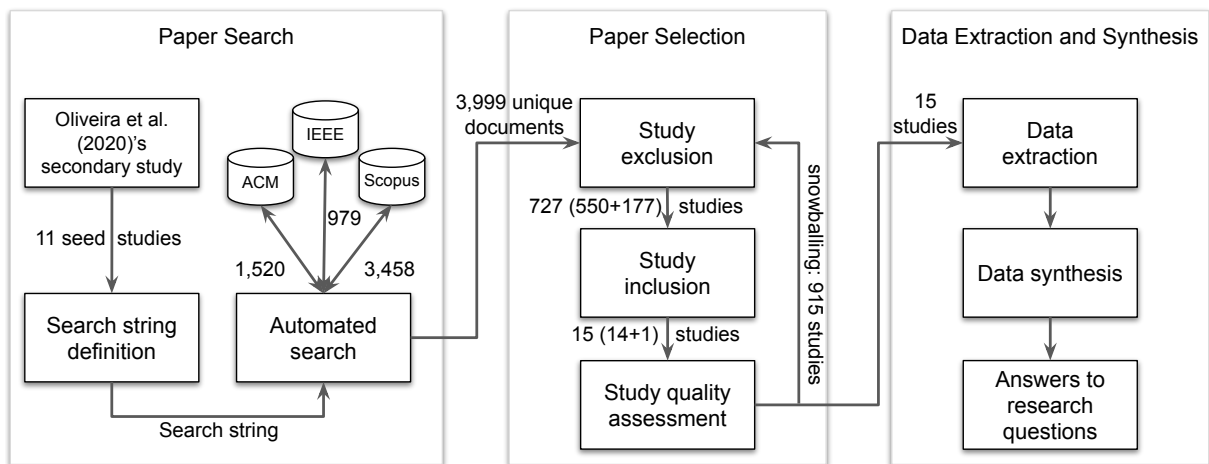 Paper Search
Oliveira et al.
(2020)'s
secondary study
11 seed studies
Search string
definition
Search string
ACM
IEEE
Scopus
1,520
979
3,458
Automated
search
3,999 unique
documents
Paper Selection
Study
exclusion
727 (550+177) studies
Study
inclusion
15 (14+1) studies
Study quality
assessment
snowballing: 915 studies
Data Extraction and Synthesis
15
studies
Data
extraction
Data synthesis
Answers to
research
questions